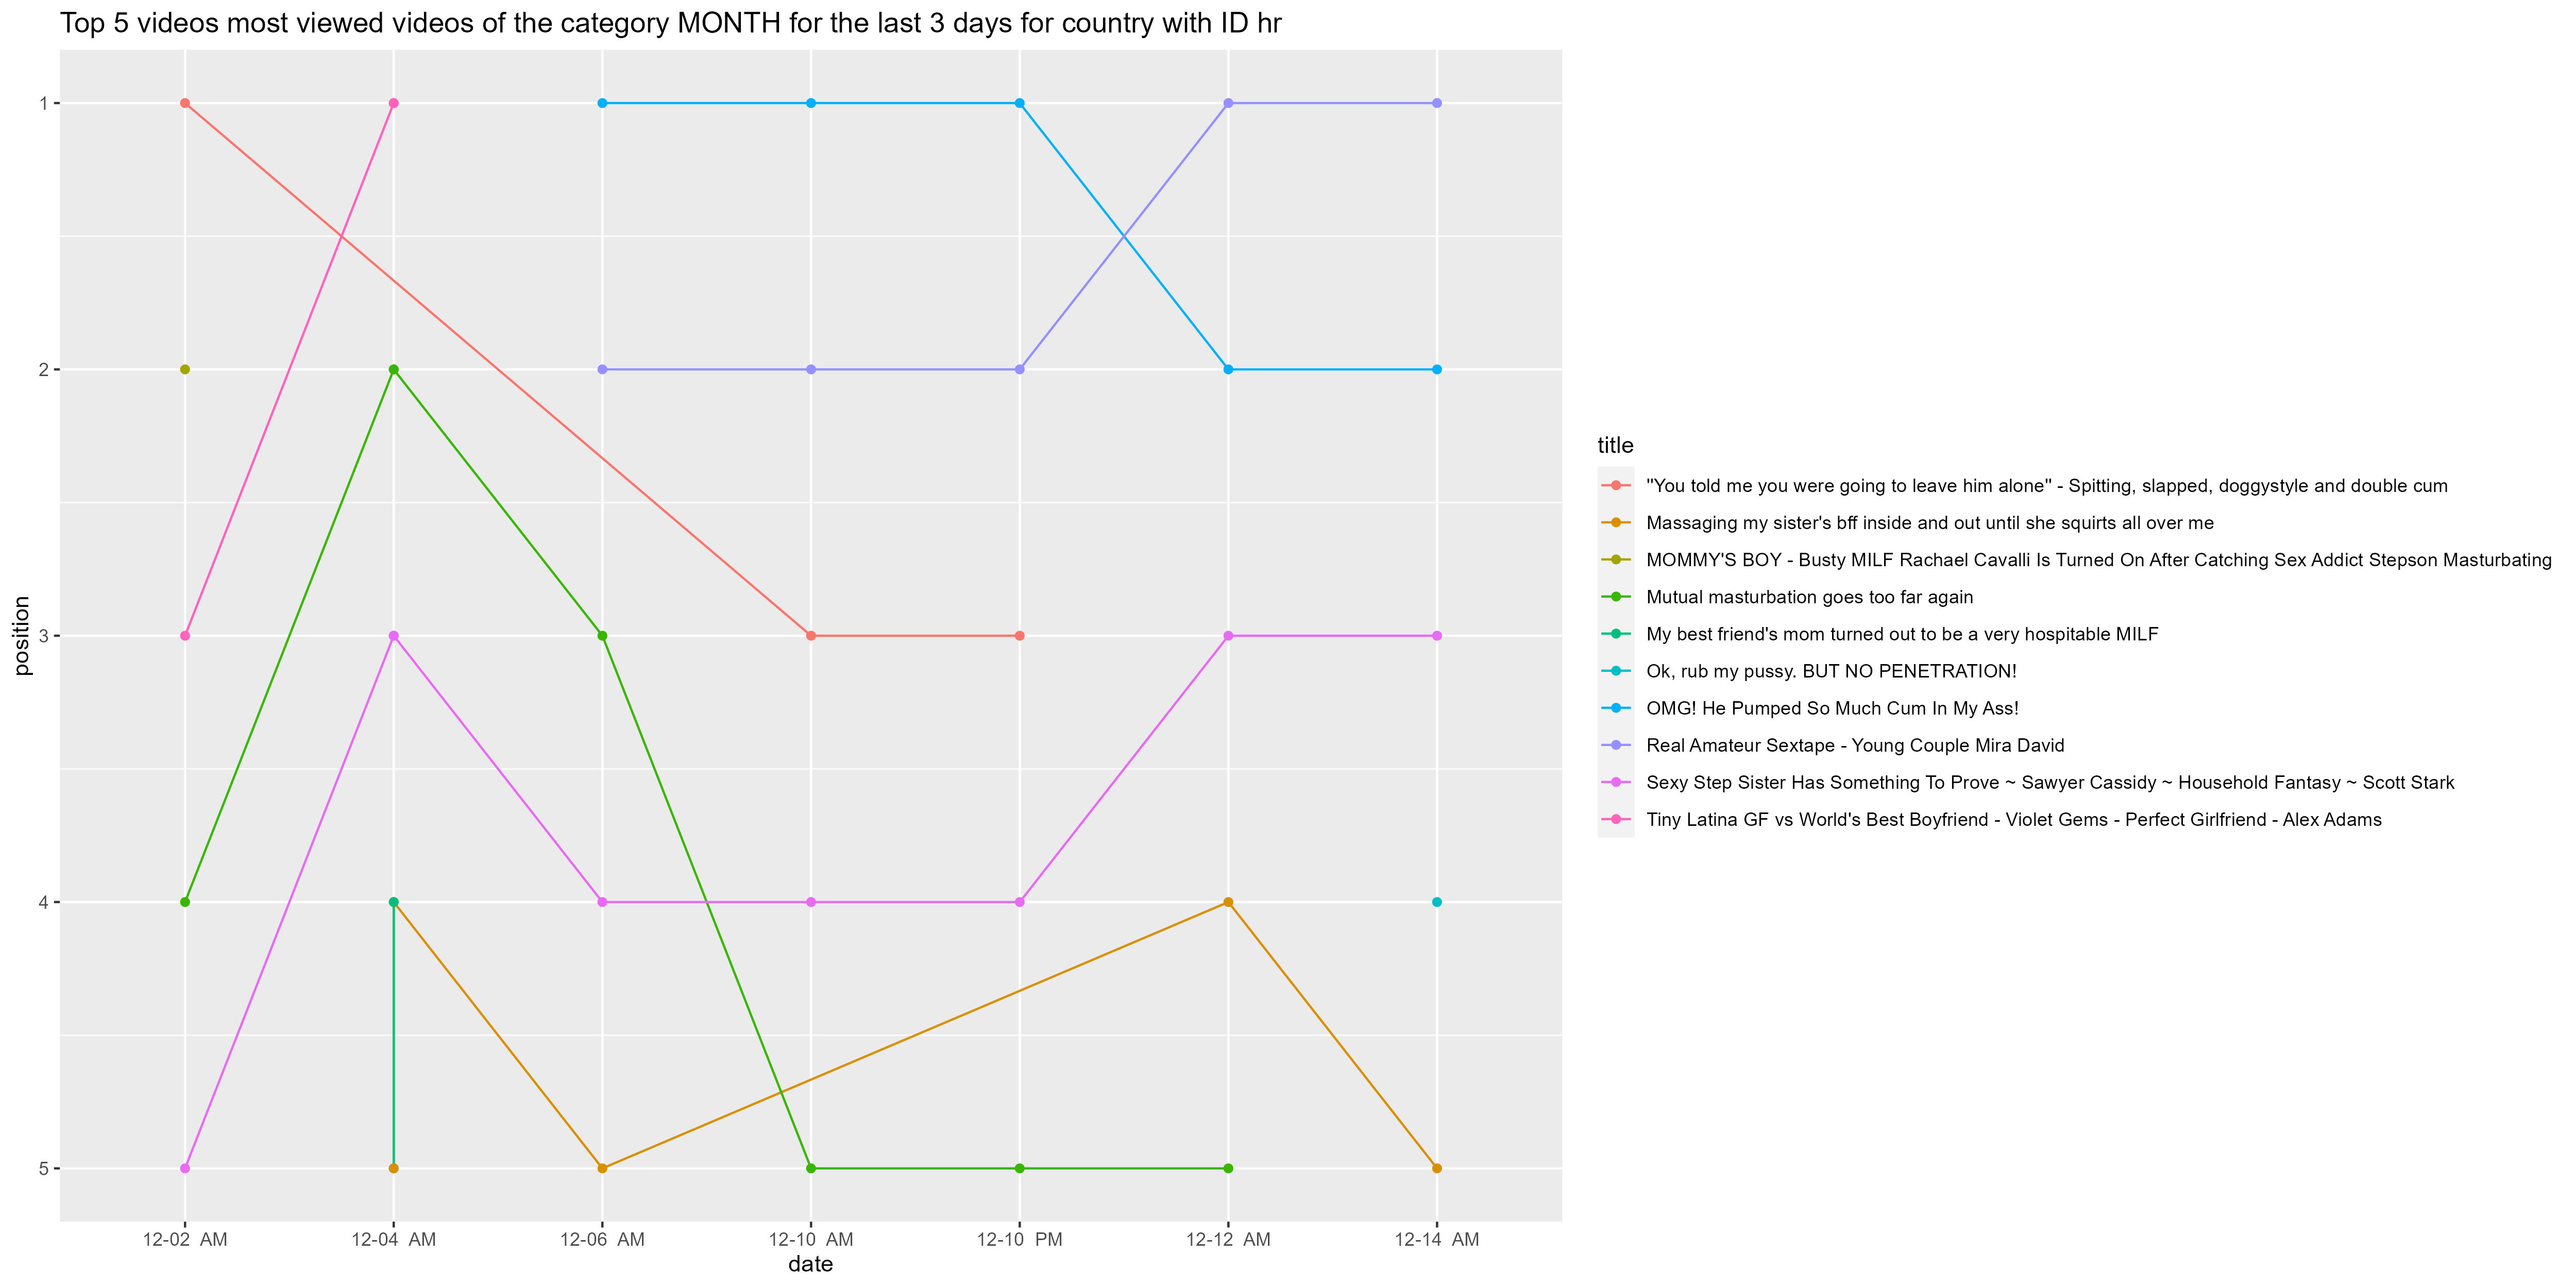 Top 5 videos most viewed videos of the category MONTH for the last 3 days for country with ID hr
position
1
2
3
4
5
12-02 AM
12-04 AM
12-06 AM
12-10 AM
12-10 PM
12-12 AM
12-14 AM
date
title
"You told me you were going to leave him alone" - Spitting, slapped, doggystyle and double cum
Massaging my sister's bff inside and out until she squirts all over me
MOMMY'S BOY - Busty MILF Rachael Cavalli Is Turned On After Catching Sex Addict Stepson Masturbating
Mutual masturbation goes too far again
My best friend's mom turned out to be a very hospitable MILF
Ok, rub my pussy. BUT NO PENETRATION!
OMG! He Pumped So Much Cum In My Ass!
Real Amateur Sextape - Young Couple Mira David
Sexy Step Sister Has Something To Prove ~ Sawyer Cassidy ~ Household Fantasy ~ Scott Stark
Tiny Latina GF vs World's Best Boyfriend - Violet Gems - Perfect Girlfriend - Alex Adams